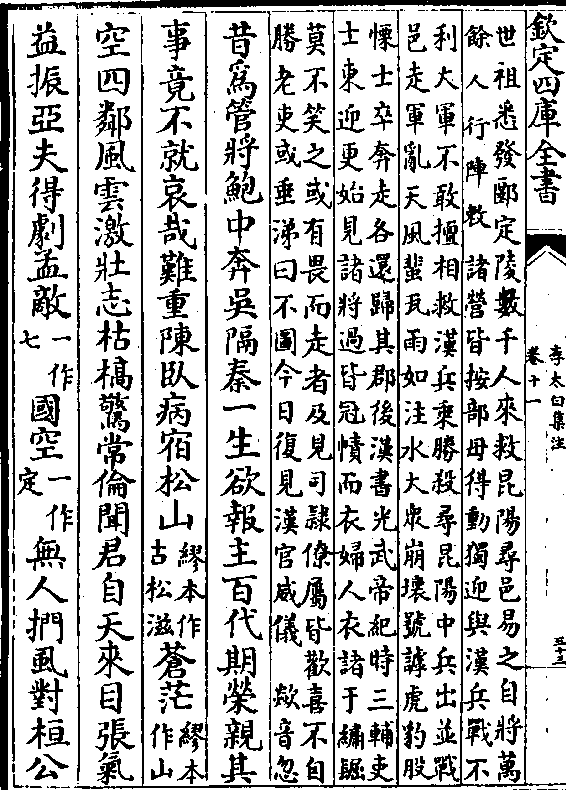 欽定四庫全書
李太白集注
卷十一
五十三
世祖悉發郾定陵數千人來救昆陽尋邑易之自將萬
餘人行陣敕諸營皆按部毋得動獨迎與漢兵戰不
利大軍不敢擅相救漢兵乗勝殺尋昆陽中兵出並戰
邑走軍亂天風蜚瓦雨如注水大衆崩壞號謼虎豹股
慄士卒奔走各還歸其郡後漢書光武帝紀時三輔吏
士東迎更始見諸將過皆冠幘而衣婦人衣諸于繡镼
莫不笑之或有畏而走者及見司隷僚屬皆歡喜不自
勝老吏或垂涕曰不圖今日復見漢官威儀 歘音忽
昔爲管將鮑中奔吳隔秦一生欲報主百代期榮親其
事竟不就哀哉難重陳臥病宿松山繆本作古松滋蒼茫繆本作山
空四鄰風雲激壯志枯槁驚常倫聞君自天來目張氣
益振亞夫得劇孟敵一作七國空一作定無人捫虱對桓公